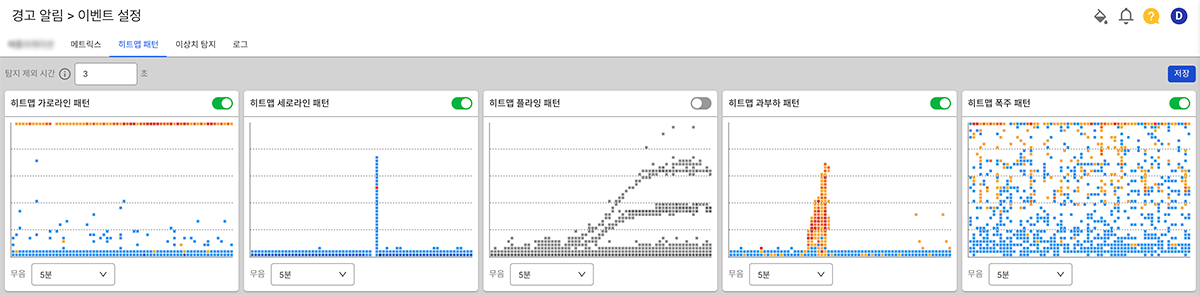 경고 알림 > 이벤트 설정
? D
메트릭스 히트맵 패턴 이상치 탐지 로그
탐지 제외 시간 3 초 저장
히트맵 가로라인 패턴 히트맵 세로라인 패턴 히트맵 플라잉 패턴 히트맵 과부하 패턴 히트맵 폭주 패턴
무음 5분 무음 5분 무음 5분 무음 5분 무음 5분